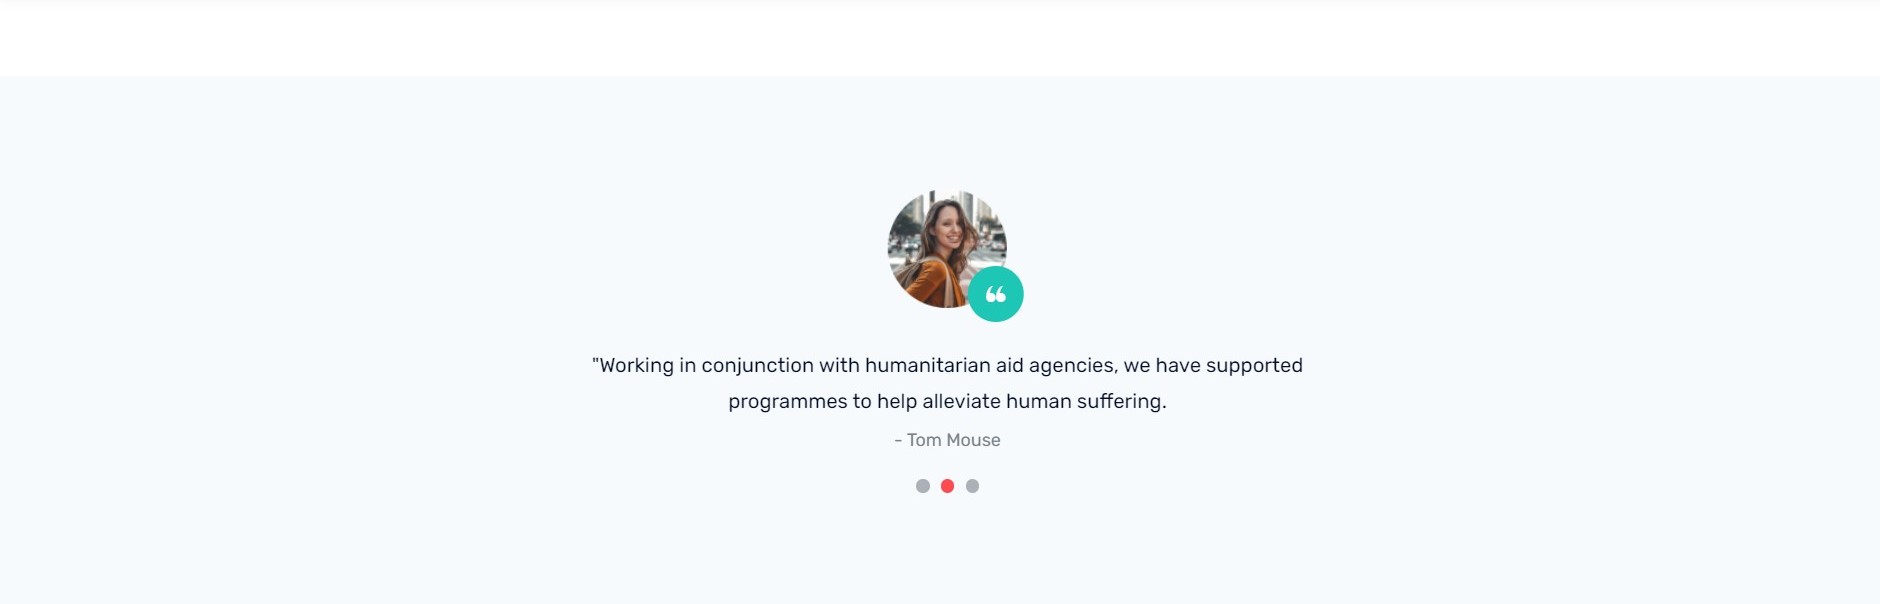 "Working in conjunction with humanitarian aid agencies, we have supported
programmes to help alleviate human suffering.
- Tom Mouse